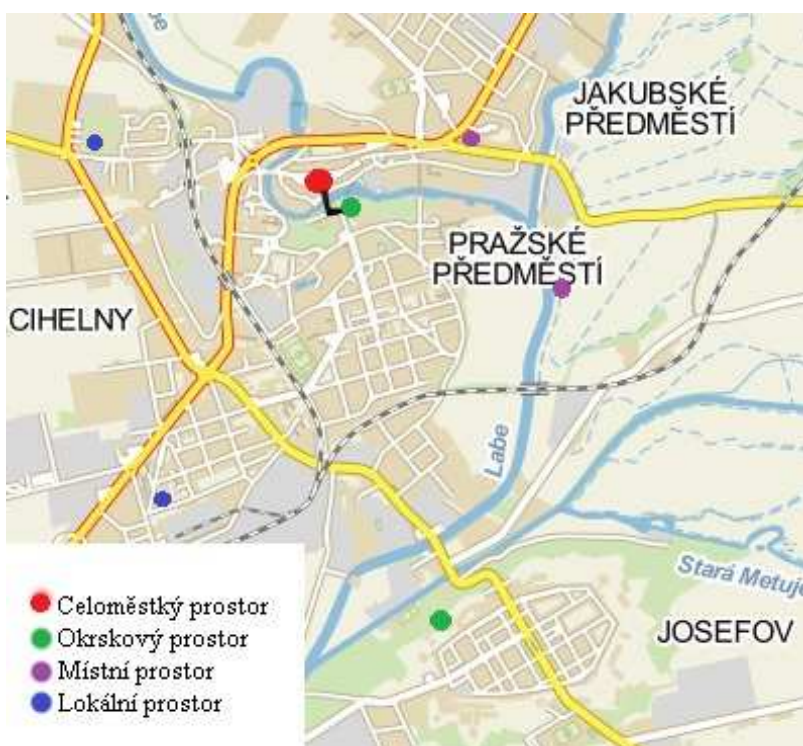 JAKUBSKÉ
PŘEDMĚSTÍ
PRAŽSKÉ
PŘEDMĚSTÍ
CIHELNY
Labe
Stará Metuje
JOSEFOV
Celoměstký prostor
Okrskový prostor
Místní prostor
Lokální prostor